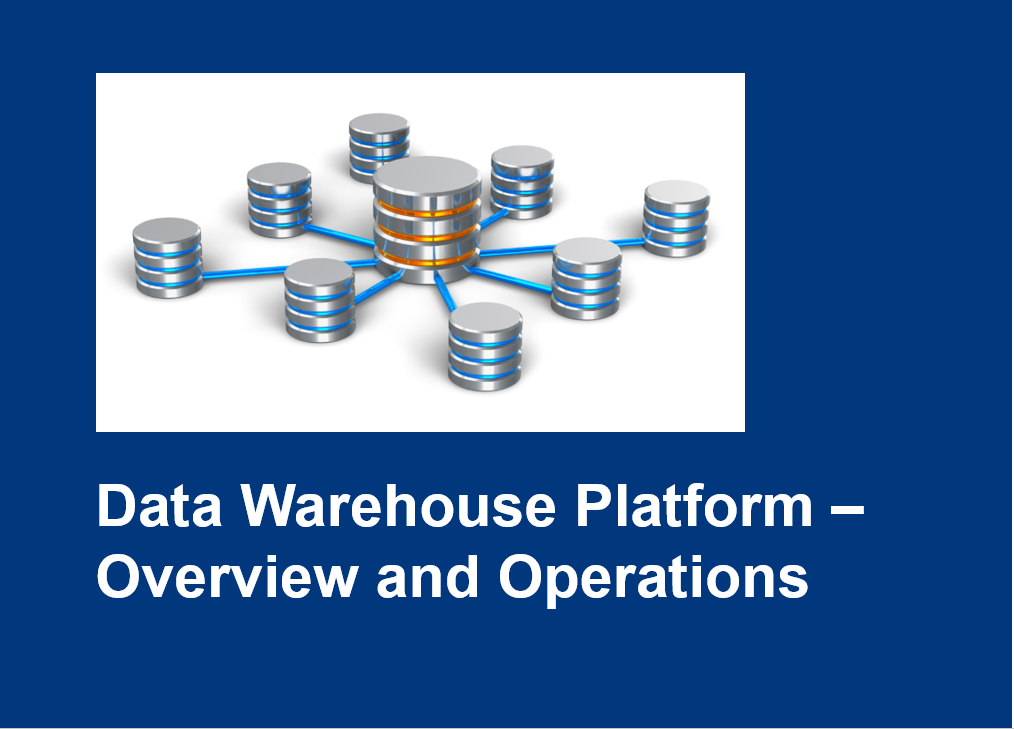 Data Warehouse Platform –
Overview and Operations